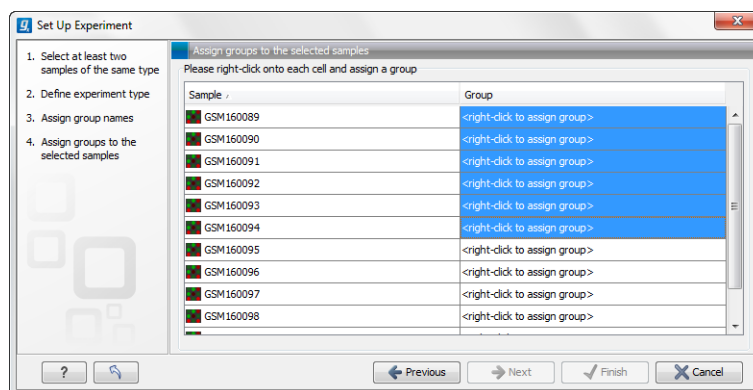 Set Up Experiment
1. Select at least two
samples of the same type
2. Define experiment type
3. Assign group names
4. Assign groups to the
selected samples
Assign groups to the selected samples
Please right-click onto each cell and assign a group
Sample Group
GSM160089 <right-click to assign group>
GSM160090 <right-click to assign group>
GSM160091 <right-click to assign group>
GSM160092 <right-click to assign group>
GSM160093 <right-click to assign group>
GSM160094 <right-click to assign group>
GSM160095 <right-click to assign group>
GSM160096 <right-click to assign group>
GSM160097 <right-click to assign group>
GSM160098 <right-click to assign group>
? Previous Next Finish Cancel